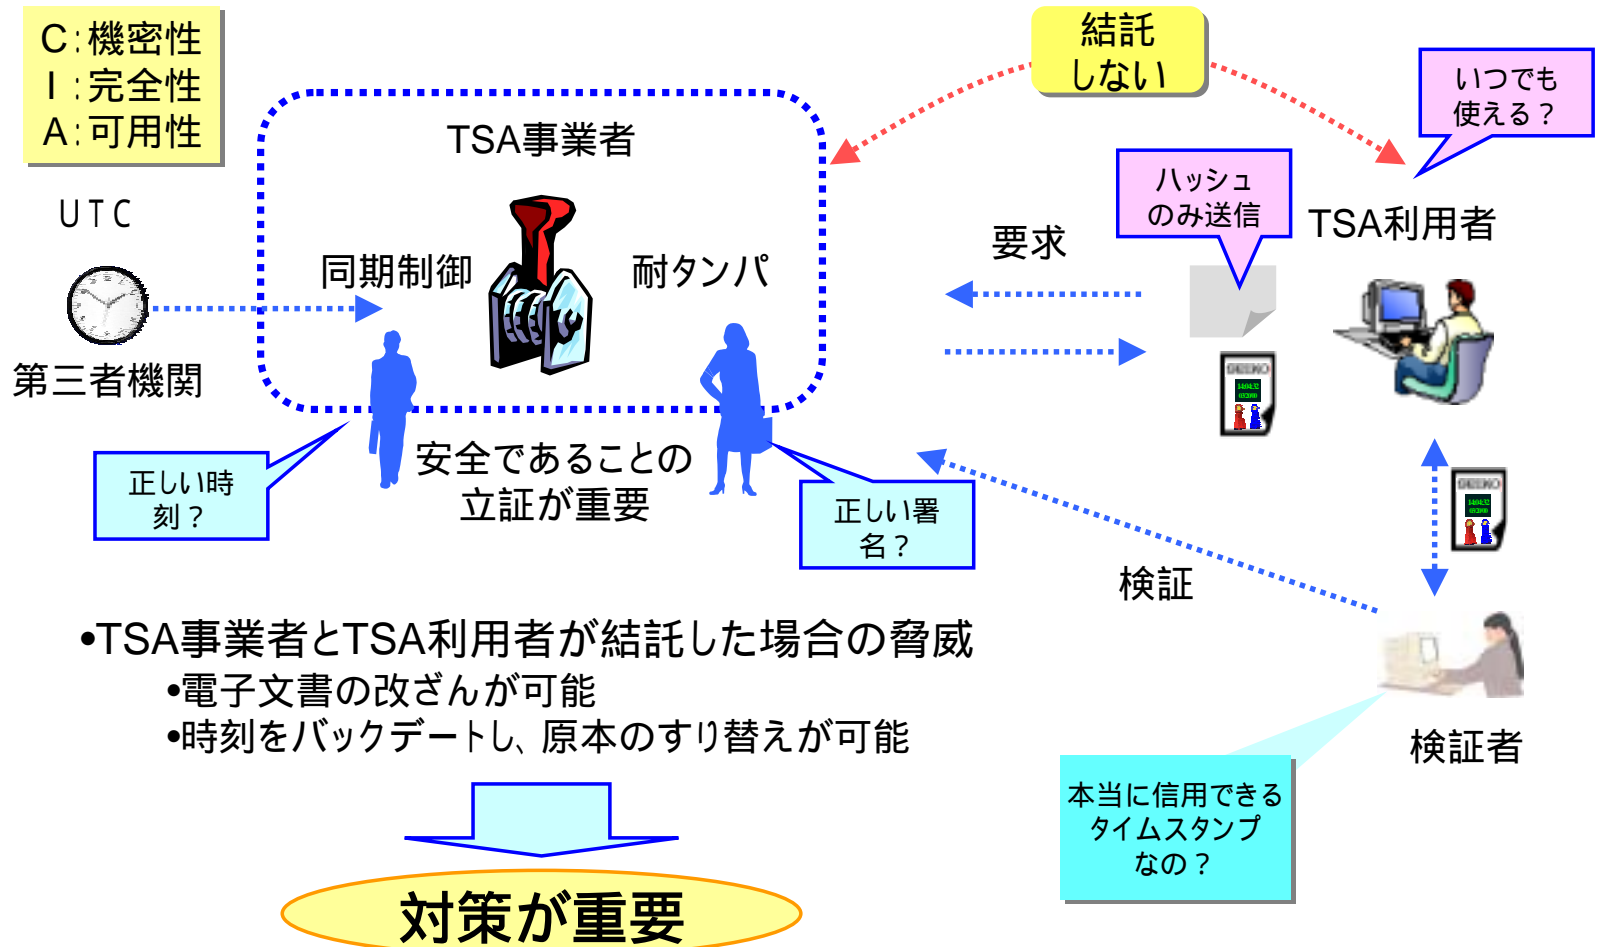 C:機密性
I:完全性
A:可用性
結託
しない
いつでも
使える？
TSA事業者
ハッシュ
のみ送信
UTC
TSA利用者
要求
同期制御
耐タンパ
第三者機関
SEIKO
14:04:32
正しい時
刻？
安全であることの
立証が重要
正しい署
名？
SEIKO
14:04:32
検証
•TSA事業者とTSA利用者が結託した場合の脅威
•電子文書の改ざんが可能
•時刻をバックデートし、原本のすり替えが可能
検証者
本当に信用できる
タイムスタンプ
なの？
対策が重要